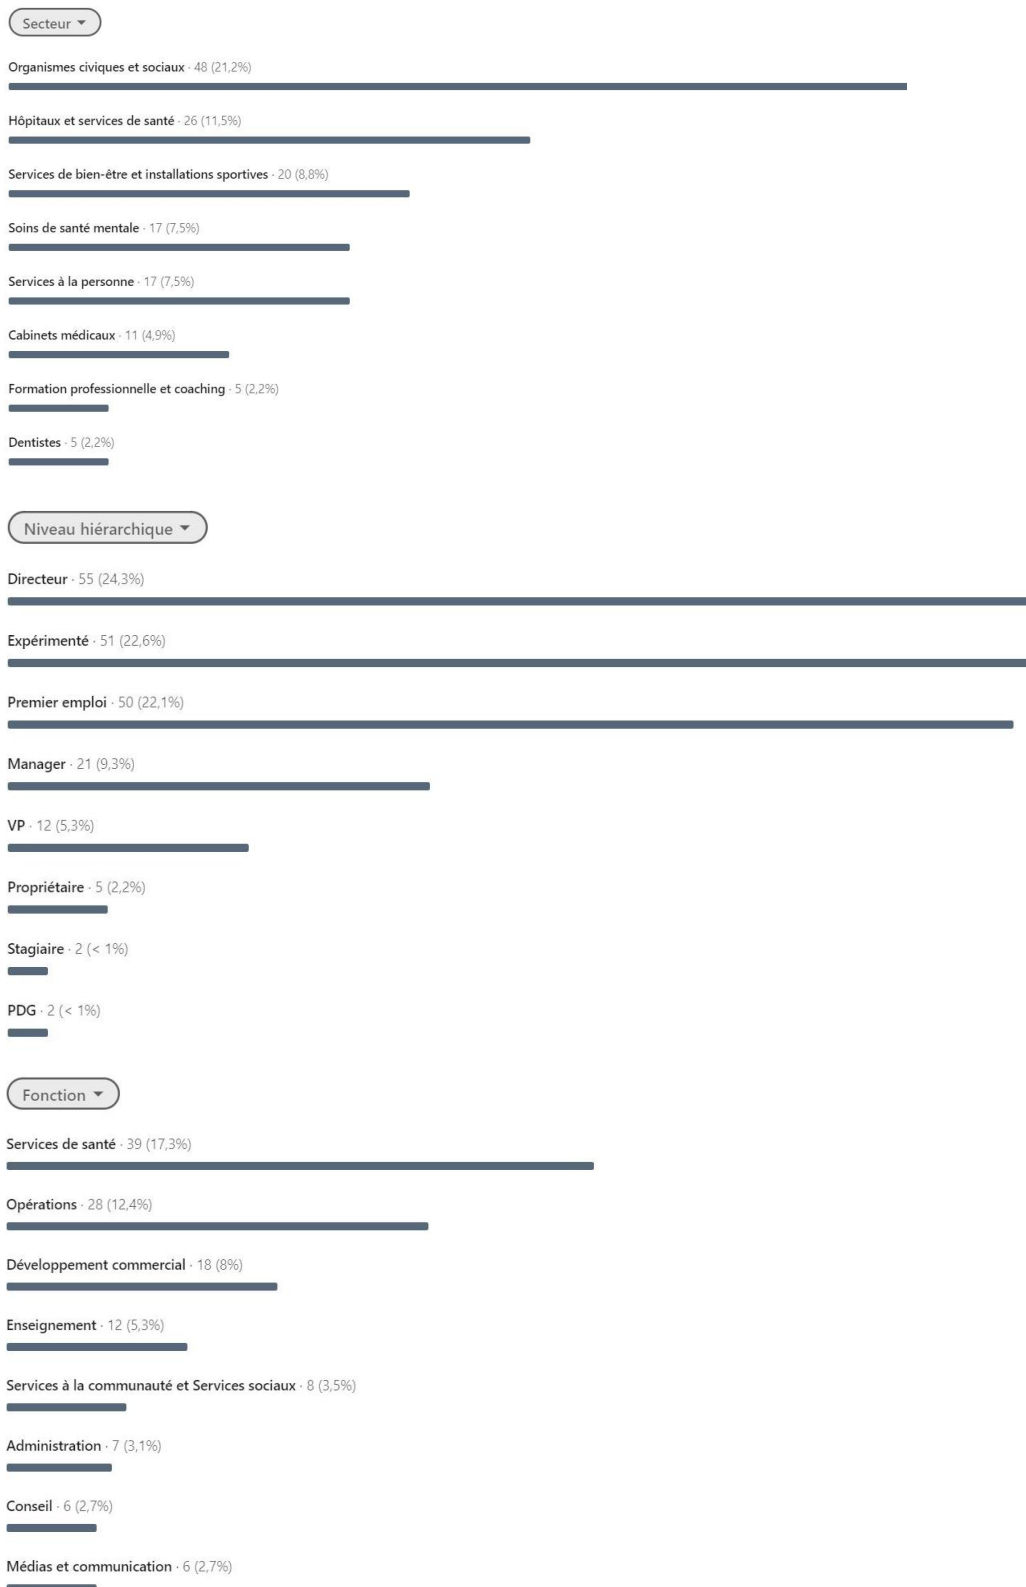 Secteur
Organismes civiques et sociaux · 48 (21,2%)
Hôpitaux et services de santé · 26 (11,5%)
Services de bien-être et installations sportives · 20 (8,8%)
Soins de santé mentale · 17 (7,5%)
Services à la personne · 17 (7,5%)
Cabinets médicaux · 11 (4,9%)
Formation professionnelle et coaching · 5 (2,2%)
Dentistes · 5 (2,2%)
Niveau hiérarchique
Directeur · 55 (24,3%)
Expérimenté · 51 (22,6%)
Premier emploi · 50 (22,1%)
Manager · 21 (9,3%)
VP · 12 (5,3%)
Propriétaire · 5 (2,2%)
Stagiaire · 2 (< 1%)
PDG · 2 (< 1%)
Fonction
Services de santé · 39 (17,3%)
Opérations · 28 (12,4%)
Développement commercial · 18 (8%)
Enseignement · 12 (5,3%)
Services à la communauté et Services sociaux · 8 (3,5%)
Administration · 7 (3,1%)
Conseil · 6 (2,7%)
Médias et communication · 6 (2,7%)